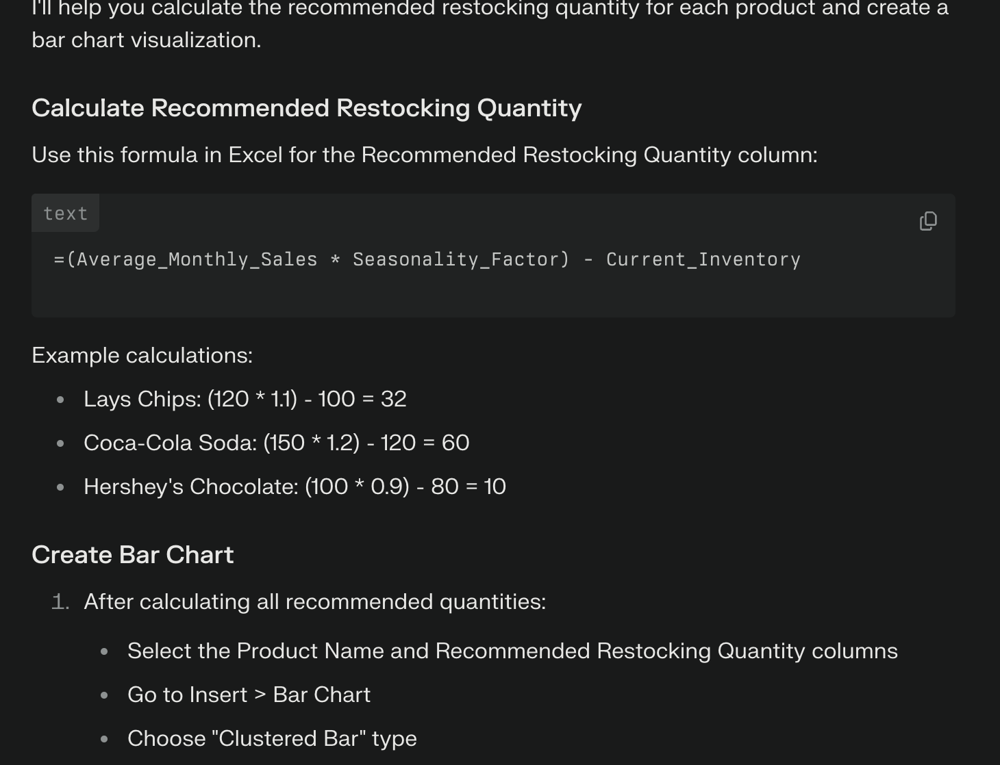 I'll help you calculate the recommended restocking quantity for each product and create a
bar chart visualization.
Calculate Recommended Restocking Quantity
Use this formula in Excel for the Recommended Restocking Quantity column:
text
=(Average_Monthly_Sales * Seasonality_Factor) - Current_Inventory
Example calculations:
• Lays Chips: (120 * 1.1) - 100 = 32
• Coca-Cola Soda: (150 * 1.2) - 120 = 60
• Hershey's Chocolate: (100 * 0.9) - 80 = 10
Create Bar Chart
1. After calculating all recommended quantities:
• Select the Product Name and Recommended Restocking Quantity columns
• Go to Insert > Bar Chart
• Choose "Clustered Bar" type